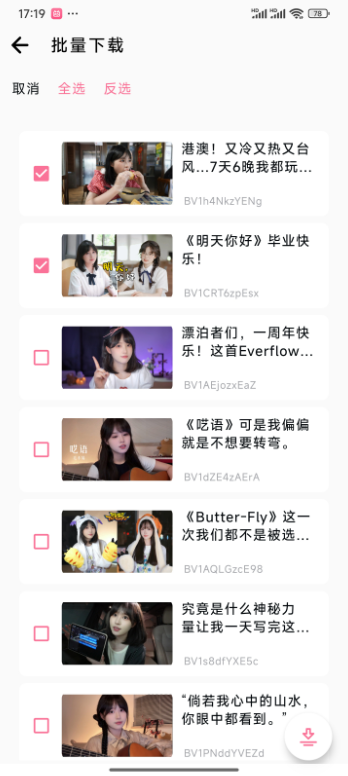 17:19
78
批量下载
取消 全选 反选
港澳！又冷又热又台
风...7天6晚我都玩...
BV1h4NkzYENg
《明天你好》毕业快
乐！
BV1CRT6zpEsx
漂泊者们，一周年快
乐！这首Everflow...
BV1AEjozxEaZ
呓语
《呓语》可是我偏偏
就是不想要转弯。
BV1dZE4zAErA
《Butter-Fly》这一
次我们都不是被选...
BV1AQLGzcE98
究竟是什么神秘力
量让我一天写完这...
BV1s8dfYXE5c
“倘若我心中的山水，
你眼中都看到。”
BV1PNddYVEZd